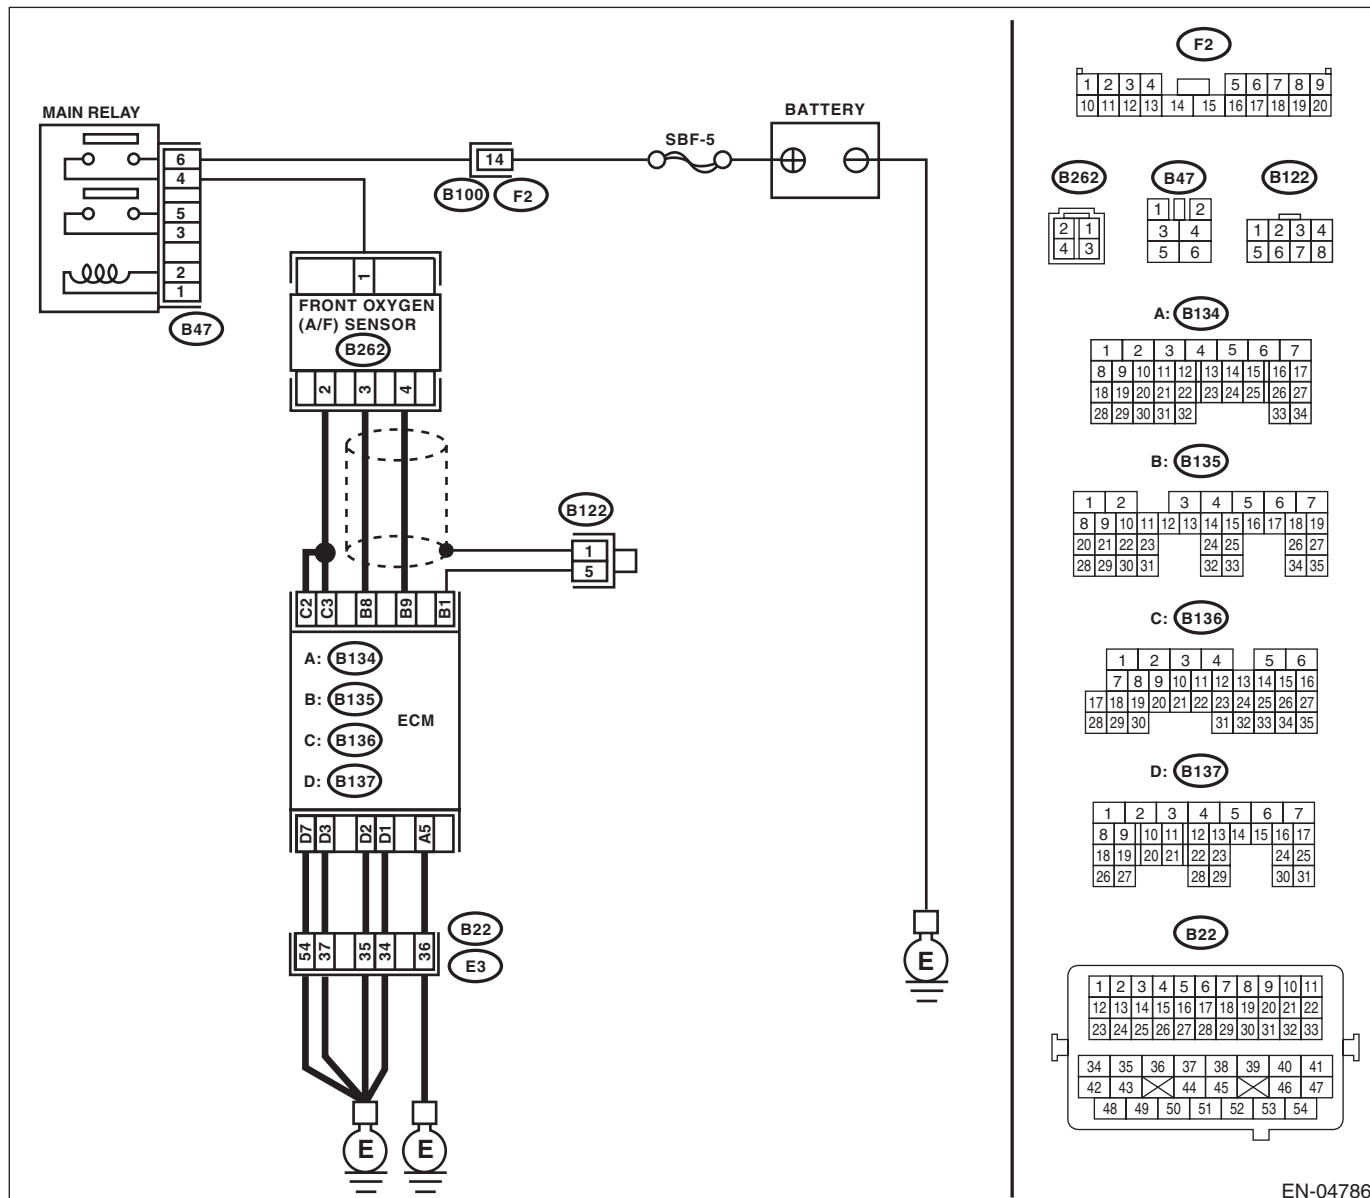 MAIN RELAY
6
4
5
3
2
1
B47
14
B100 F2
SBF-5
BATTERY
1
FRONT OXYGEN
(A/F) SENSOR
B262
2 3 4
B122
1
5
C2 C3 B8 B9 B1
A: B134
B: B135
ECM
C: B136
D: B137
D7 D3 D2 D1 A5
B22
54 37 35 34 36
E3
E E
E
F2
1 2 3 4 5 6 7 8 9
10 11 12 13 14 15 16 17 18 19 20
B262
2 1
4 3
B47
1 2
3 4
5 6
B122
1 2 3 4
5 6 7 8
A: B134
1 2 3 4 5 6 7
8 9 10 11 12 13 14 15 16 17
18 19 20 21 22 23 24 25 26 27
28 29 30 31 32 33 34
B: B135
1 2 3 4 5 6 7
8 9 10 11 12 13 14 15 16 17 18 19
20 21 22 23 24 25 26 27
28 29 30 31 32 33 34 35
C: B136
1 2 3 4 5 6
7 8 9 10 11 12 13 14 15 16
17 18 19 20 21 22 23 24 25 26 27
28 29 30 31 32 33 34 35
D: B137
1 2 3 4 5 6 7
8 9 10 11 12 13 14 15 16 17
18 19 20 21 22 23 24 25
26 27 28 29 30 31
B22
1 2 3 4 5 6 7 8 9 10 11
12 13 14 15 16 17 18 19 20 21 22
23 24 25 26 27 28 29 30 31 32 33
34 35 36 37 38 39 40 41
42 43 44 45 46 47
48 49 50 51 52 53 54
EN-04786